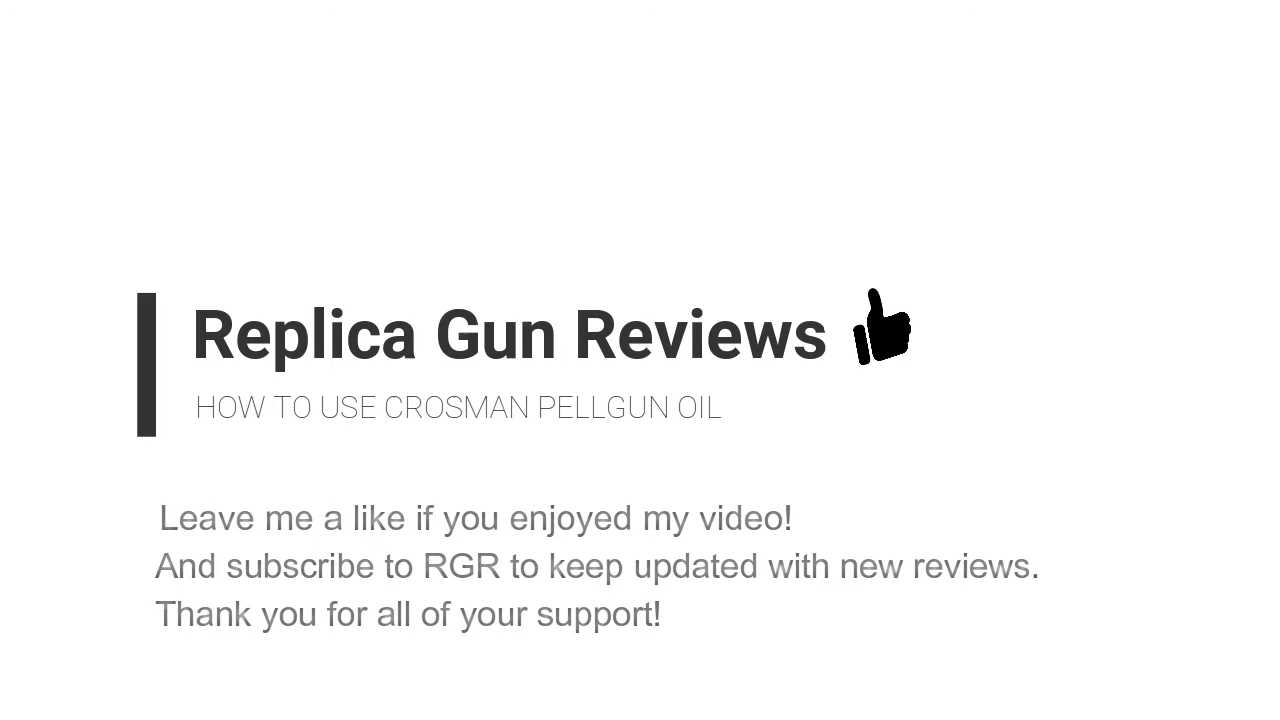 Replica Gun Reviews
HOW TO USE CROSMAN PELLGUN OIL
Leave me a like if you enjoyed my video!
And subscribe to RGR to keep updated with new reviews.
Thank you for all of your support!